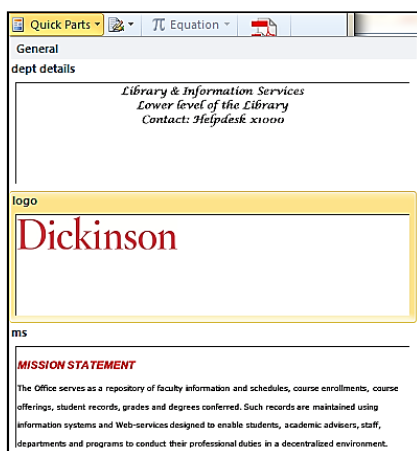 Quick Parts π Equation
General
dept details
Library & Information Services
Lower level of the Library
Contact: Helpdesk x1000
logo
Dickinson
ms
MISSION STATEMENT
The Office serves as a repository of faculty information and schedules, course enrollments, course
offerings, student records, grades and degrees conferred. Such records are maintained using
information systems and Web-services designed to enable students, academic advisers, staff,
departments and programs to conduct their professional duties in a decentralized environment.